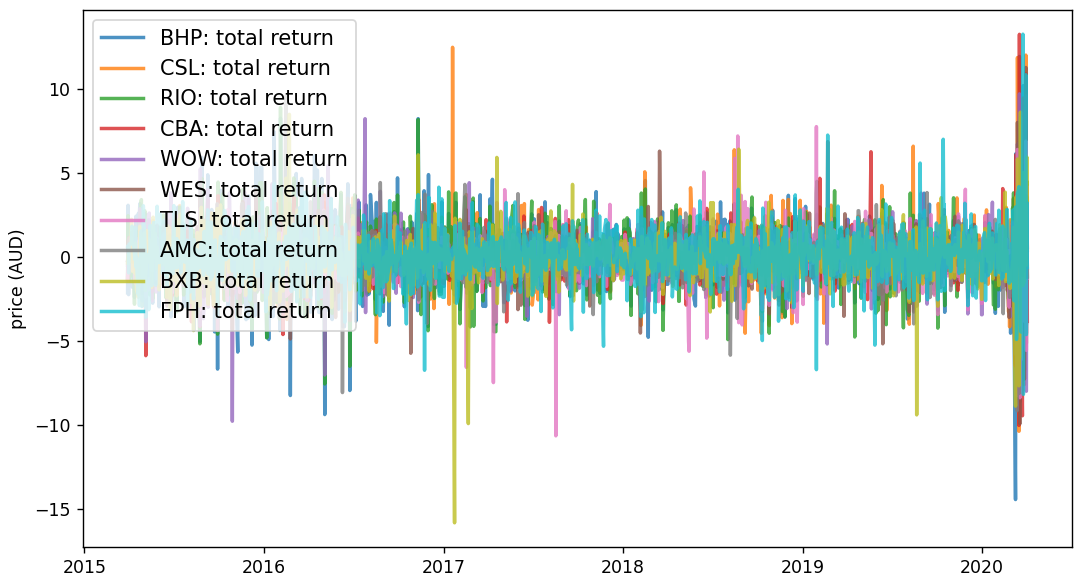 BHP: total return
CSL: total return
RIO: total return
CBA: total return
WOW: total return
WES: total return
TLS: total return
AMC: total return
BXB: total return
FPH: total return
price (AUD)
10
5
0
−5
−10
−15
2015
2016
2017
2018
2019
2020